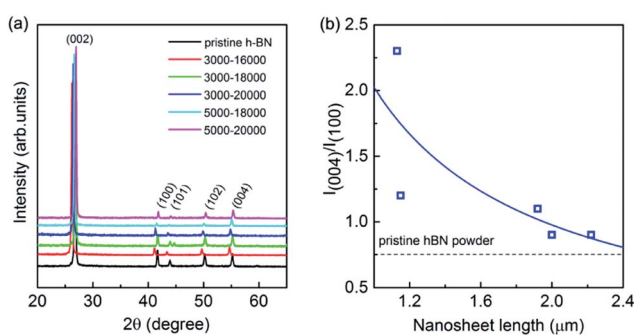 (a)
(002)
pristine h-BN
3000-16000
3000-18000
3000-20000
5000-18000
5000-20000
(100)
(101)
(102)
(004)
Intensity (arb.units)
20 30 40 50 60
2θ (degree)
(b)
2.5
2.0
1.5
1.0
0.5
I(004)/I(100)
pristine hBN powder
1.2 1.6 2.0 2.4
Nanosheet length (μm)